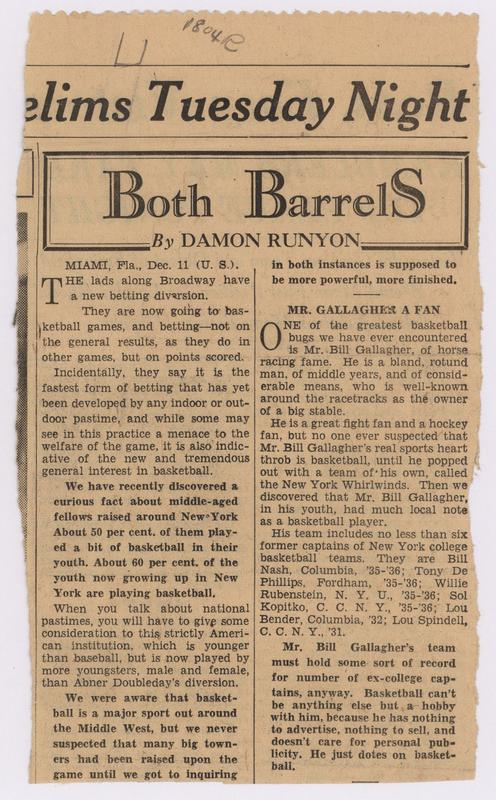 1804R
elims Tuesday Night
Both BarrelS
By DAMON RUNYON
MIAMI, Fla., Dec. 11 (U. S.).
THE lads along Broadway have
a new betting diversion.
They are now going to bas-
ketball games, and betting—not on
the general results, as they do in
other games, but on points scored.
Incidentally, they say it is the
fastest form of betting that has yet
been developed by any indoor or out-
door pastime, and while some may
see in this practice a menace to the
welfare of the game, it is also indic-
ative of the new and tremendous
general interest in basketball.
We have recently discovered a
curious fact about middle-aged
fellows raised around New York
About 50 per cent. of them play-
ed a bit of basketball in their
youth. About 60 per cent. of the
youth now growing up in New
York are playing basketball.
When you talk about national
pastimes, you will have to give some
consideration to this strictly Ameri-
can institution, which is younger
than baseball, but is now played by
more youngsters, male and female,
than Abner Doubleday's diversion.
We were aware that basket-
ball is a major sport out around
the Middle West, but we never
suspected that many big town-
ers had been raised upon the
game until we got to inquiring
in both instances is supposed to
be more powerful, more finished.
MR. GALLAGHER A FAN
ONE of the greatest basketball
bugs we have ever encountered
is Mr. Bill Gallagher, of horse
racing fame. He is a bland, rotund
man, of middle years, and of consid-
erable means, who is well-known
around the racetracks as the owner
of a big stable.
He is a great fight fan and a hockey
fan, but no one ever suspected that
Mr. Bill Gallagher's real sports heart
throb is basketball, until he popped
out with a team of his own, called
the New York Whirlwinds. Then we
discovered that Mr. Bill Gallagher,
in his youth, had much local note
as a basketball player.
His team includes no less than six
former captains of New York college
basketball teams. They are Bill
Nash, Columbia, '35-'36; Tony De
Phillips, Fordham, '35-'36; Willie
Rubenstein, N. Y. U., '35-'36; Sol
Kopitko, C. C. N. Y., '35-'36; Lou
Bender, Columbia, '32; Lou Spindell,
C. C. N. Y., '31.
Mr. Bill Gallagher's team
must hold some sort of record
for number of ex-college cap-
tains, anyway. Basketball can't
be anything else but a hobby
with him, because he has nothing
to advertise, nothing to sell, and
doesn't care for personal pub-
licity. He just dotes on basket-
ball.